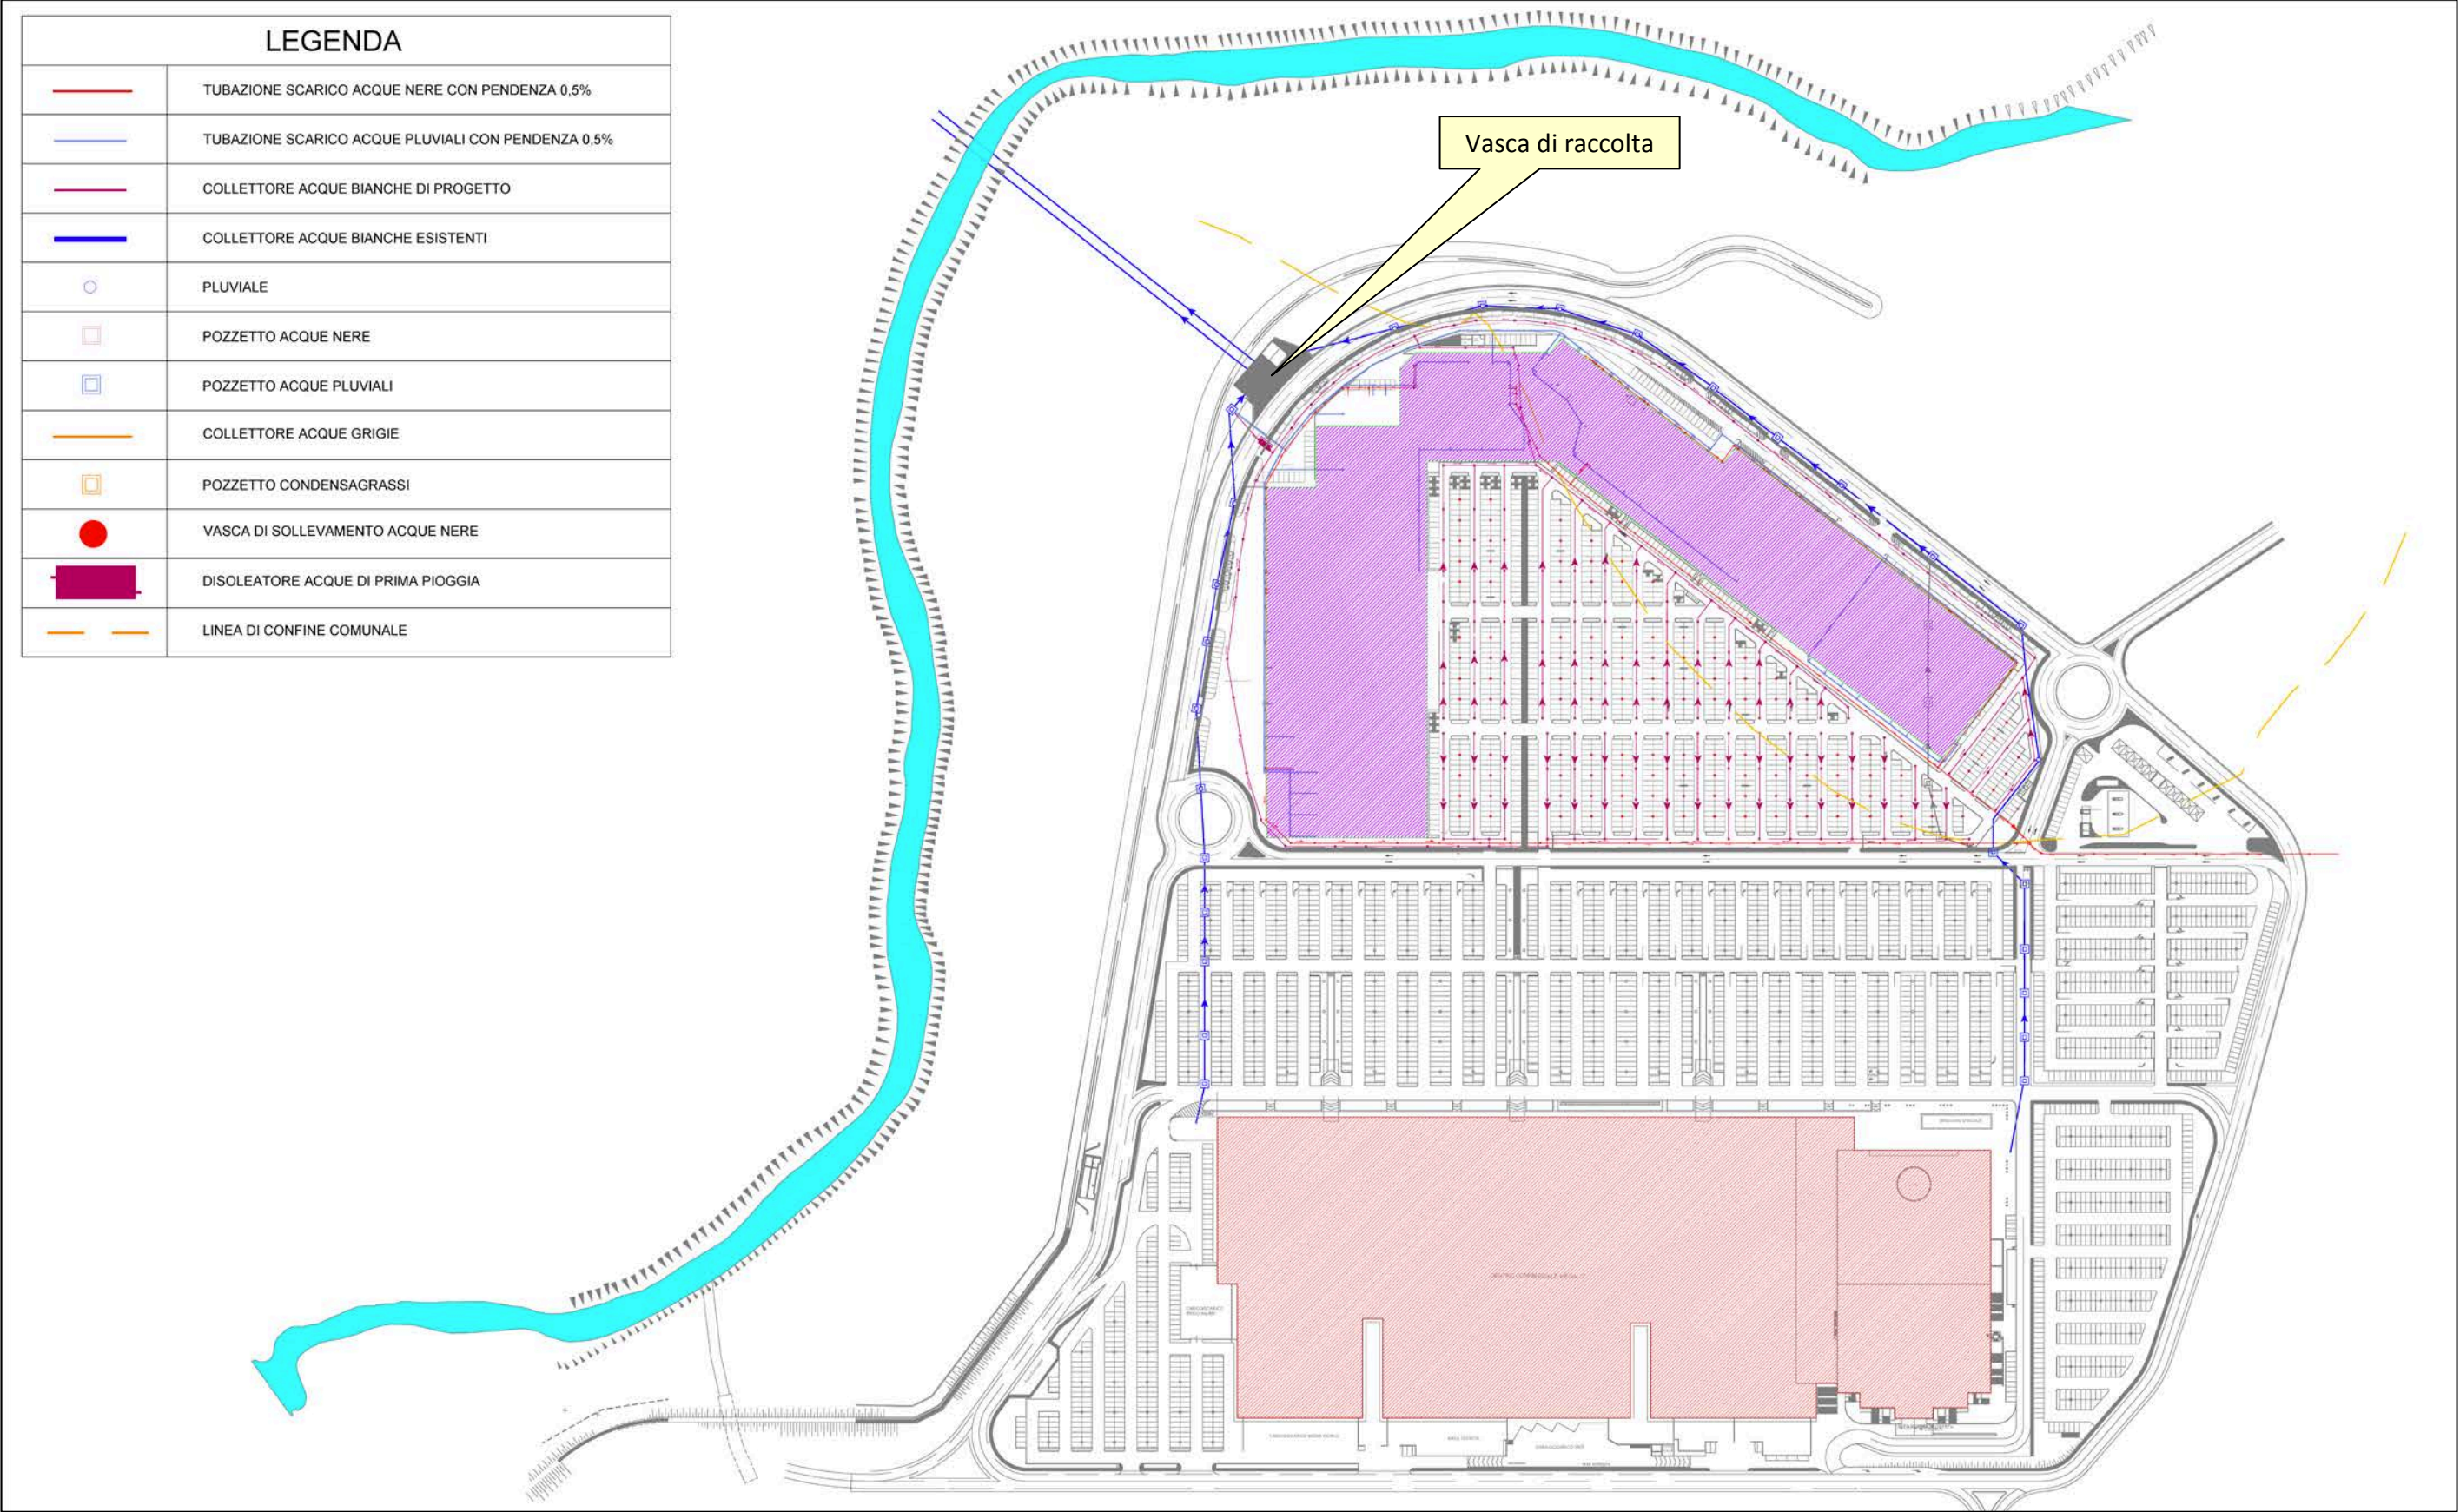 LEGENDA
TUBAZIONE SCARICO ACQUE NERE CON PENDENZA 0,5%
TUBAZIONE SCARICO ACQUE PLUVIALI CON PENDENZA 0,5%
COLLETTORE ACQUE BIANCHE DI PROGETTO
COLLETTORE ACQUE BIANCHE ESISTENTI
PLUVIALE
POZZETTO ACQUE NERE
POZZETTO ACQUE PLUVIALI
COLLETTORE ACQUE GRIGIE
POZZETTO CONDENSAGRASSI
VASCA DI SOLLEVAMENTO ACQUE NERE
DISOLEATORE ACQUE DI PRIMA PIOGGIA
LINEA DI CONFINE COMUNALE
Vasca di raccolta